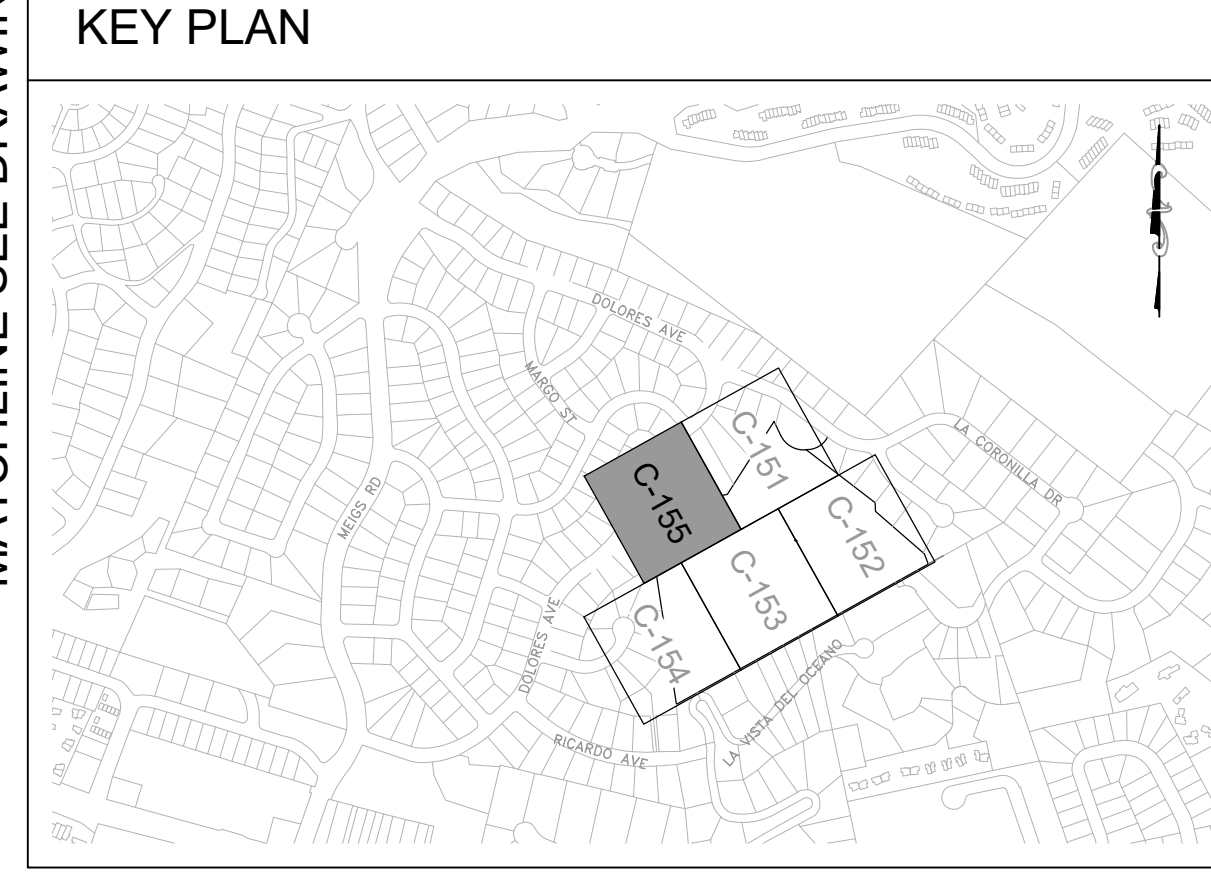 KEY PLAN
DOLORES AVE
MARGO ST
C-151
LA CORONILLA DR
C-155
MEIGS RD
C-152
C-153
DOLORES AVE
C-154
LA VISTA DEL OCEANO
RICARDO AVE